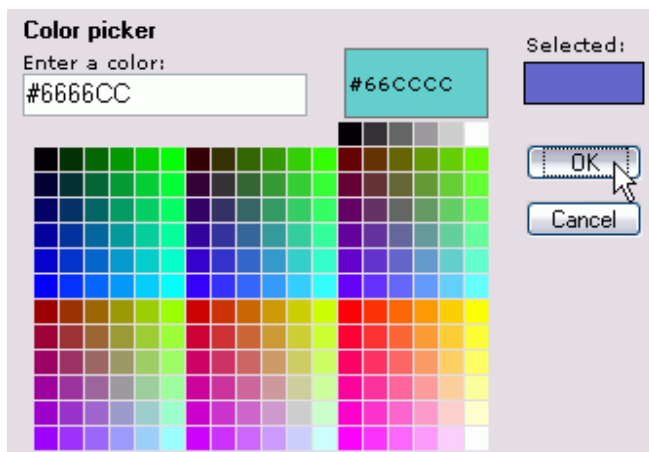 Color picker
Enter a color:
#6666CC
#66CCCC
Selected:
OK
Cancel